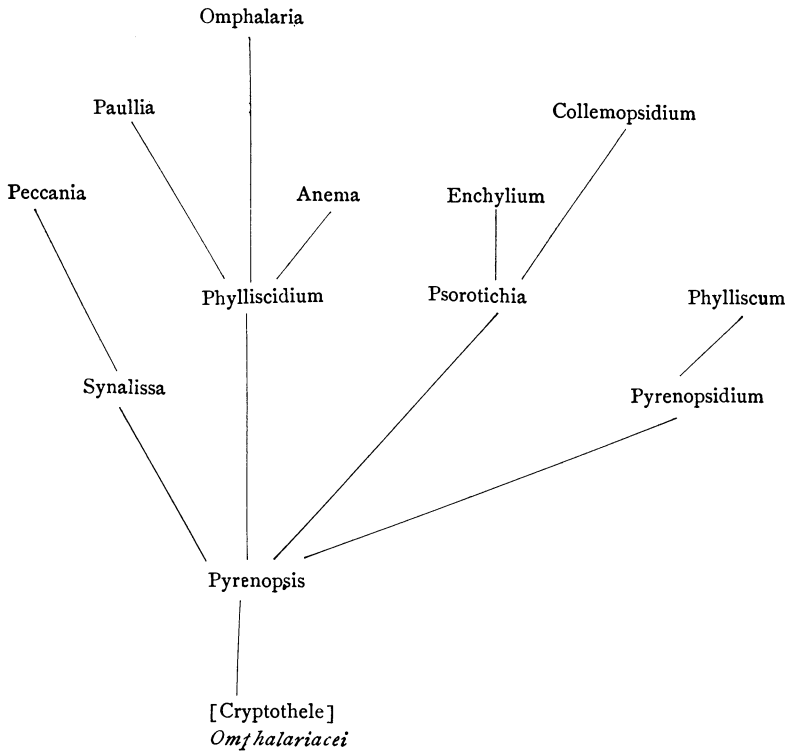 Omphalaria
Paullia
Collemopsidium
Peccania
Anema
Enchylium
Phylliscidium
Psorotichia
Phylliscum
Synalissa
Pyrenopsidium
Pyrenopsis
[Cryptothele]
Omphalariacei